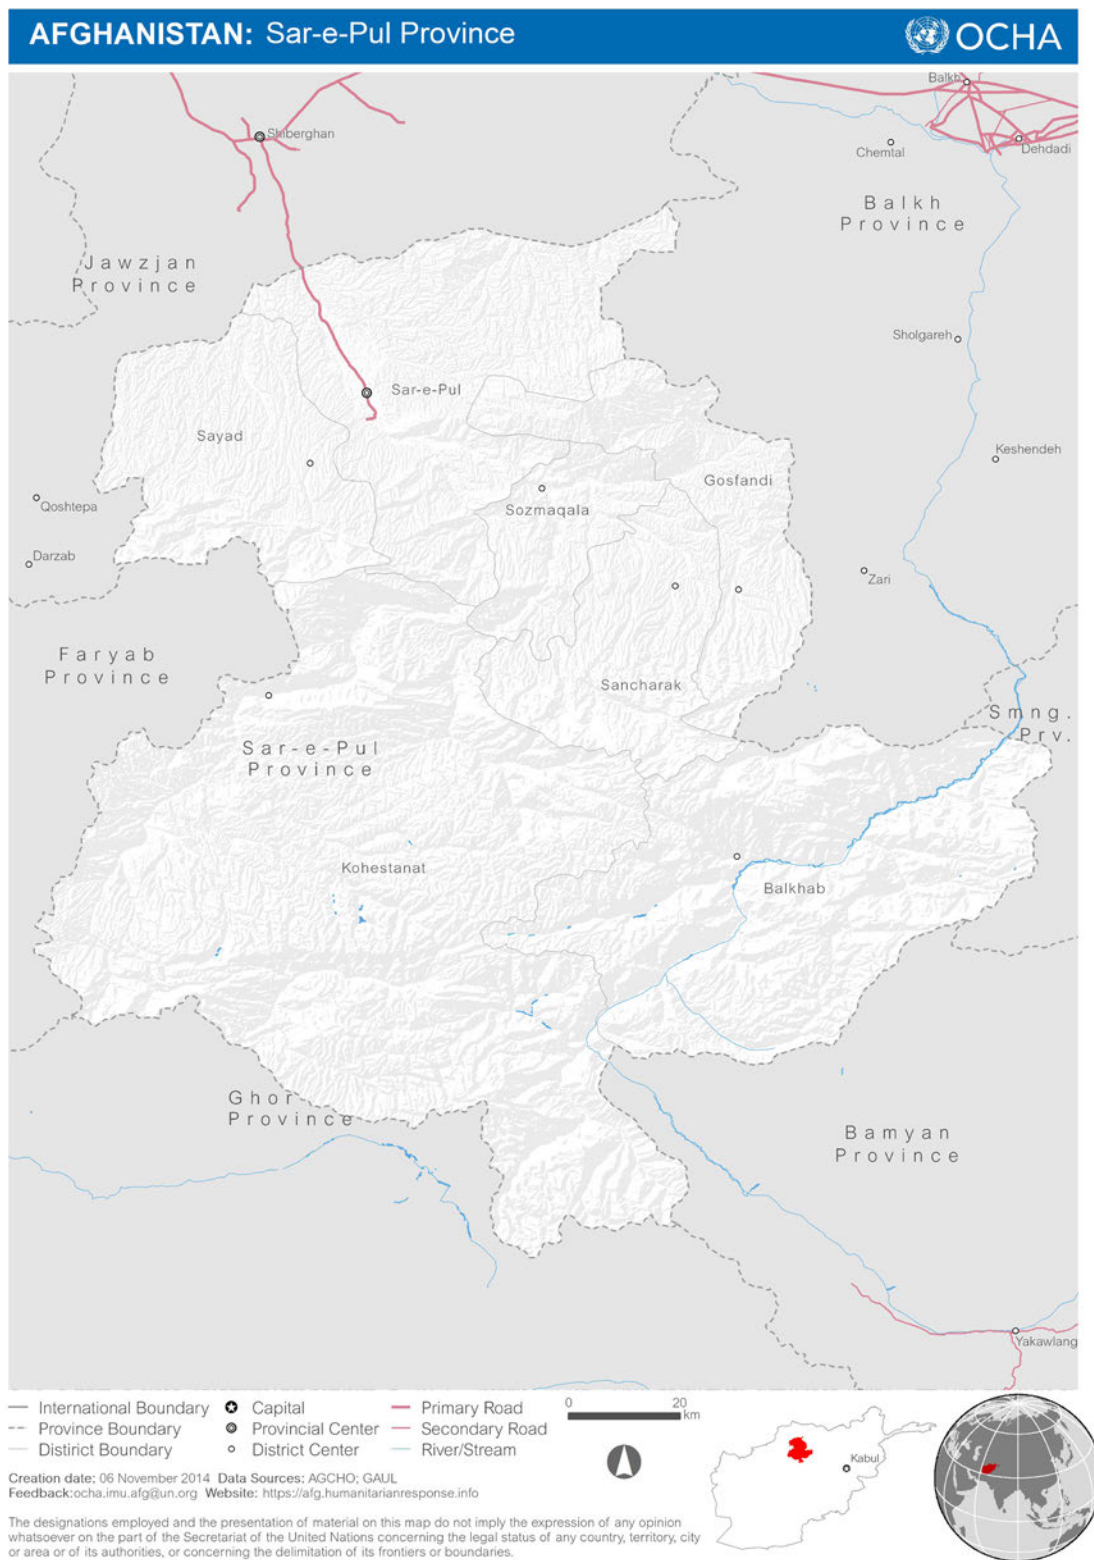 AFGHANISTAN: Sar-e-Pul Province
OCHA
Balkh
Shiberghan
Chemtal
Dehdadi
Balkh
Province
Jawzjan
Province
Sholgareh
Sar-e-Pul
Sayad
Keshendeh
Gosfandi
Qoshtepa
Sozmaqala
Darzab
Zari
Faryab
Province
Sancharak
Smng.
Prv.
Sar-e-Pul
Province
Kohestanat
Balkhab
Ghor
Province
Bamyan
Province
Yakawlang
International Boundary
Province Boundary
Distirict Boundary
Capital
Provincial Center
District Center
Primary Road
Secondary Road
River/Stream
0 20
km
Kabul
Creation date: 06 November 2014 Data Sources: AGCHO; GAUL
Feedback:ocha.imu.afg@un.org Website: https://afg.humanitarianresponse.info
The designations employed and the presentation of material on this map do not imply the expression of any opinion
whatsoever on the part of the Secretariat of the United Nations concerning the legal status of any country, territory, city
or area or of its authorities, or concerning the delimitation of its frontiers or boundaries.